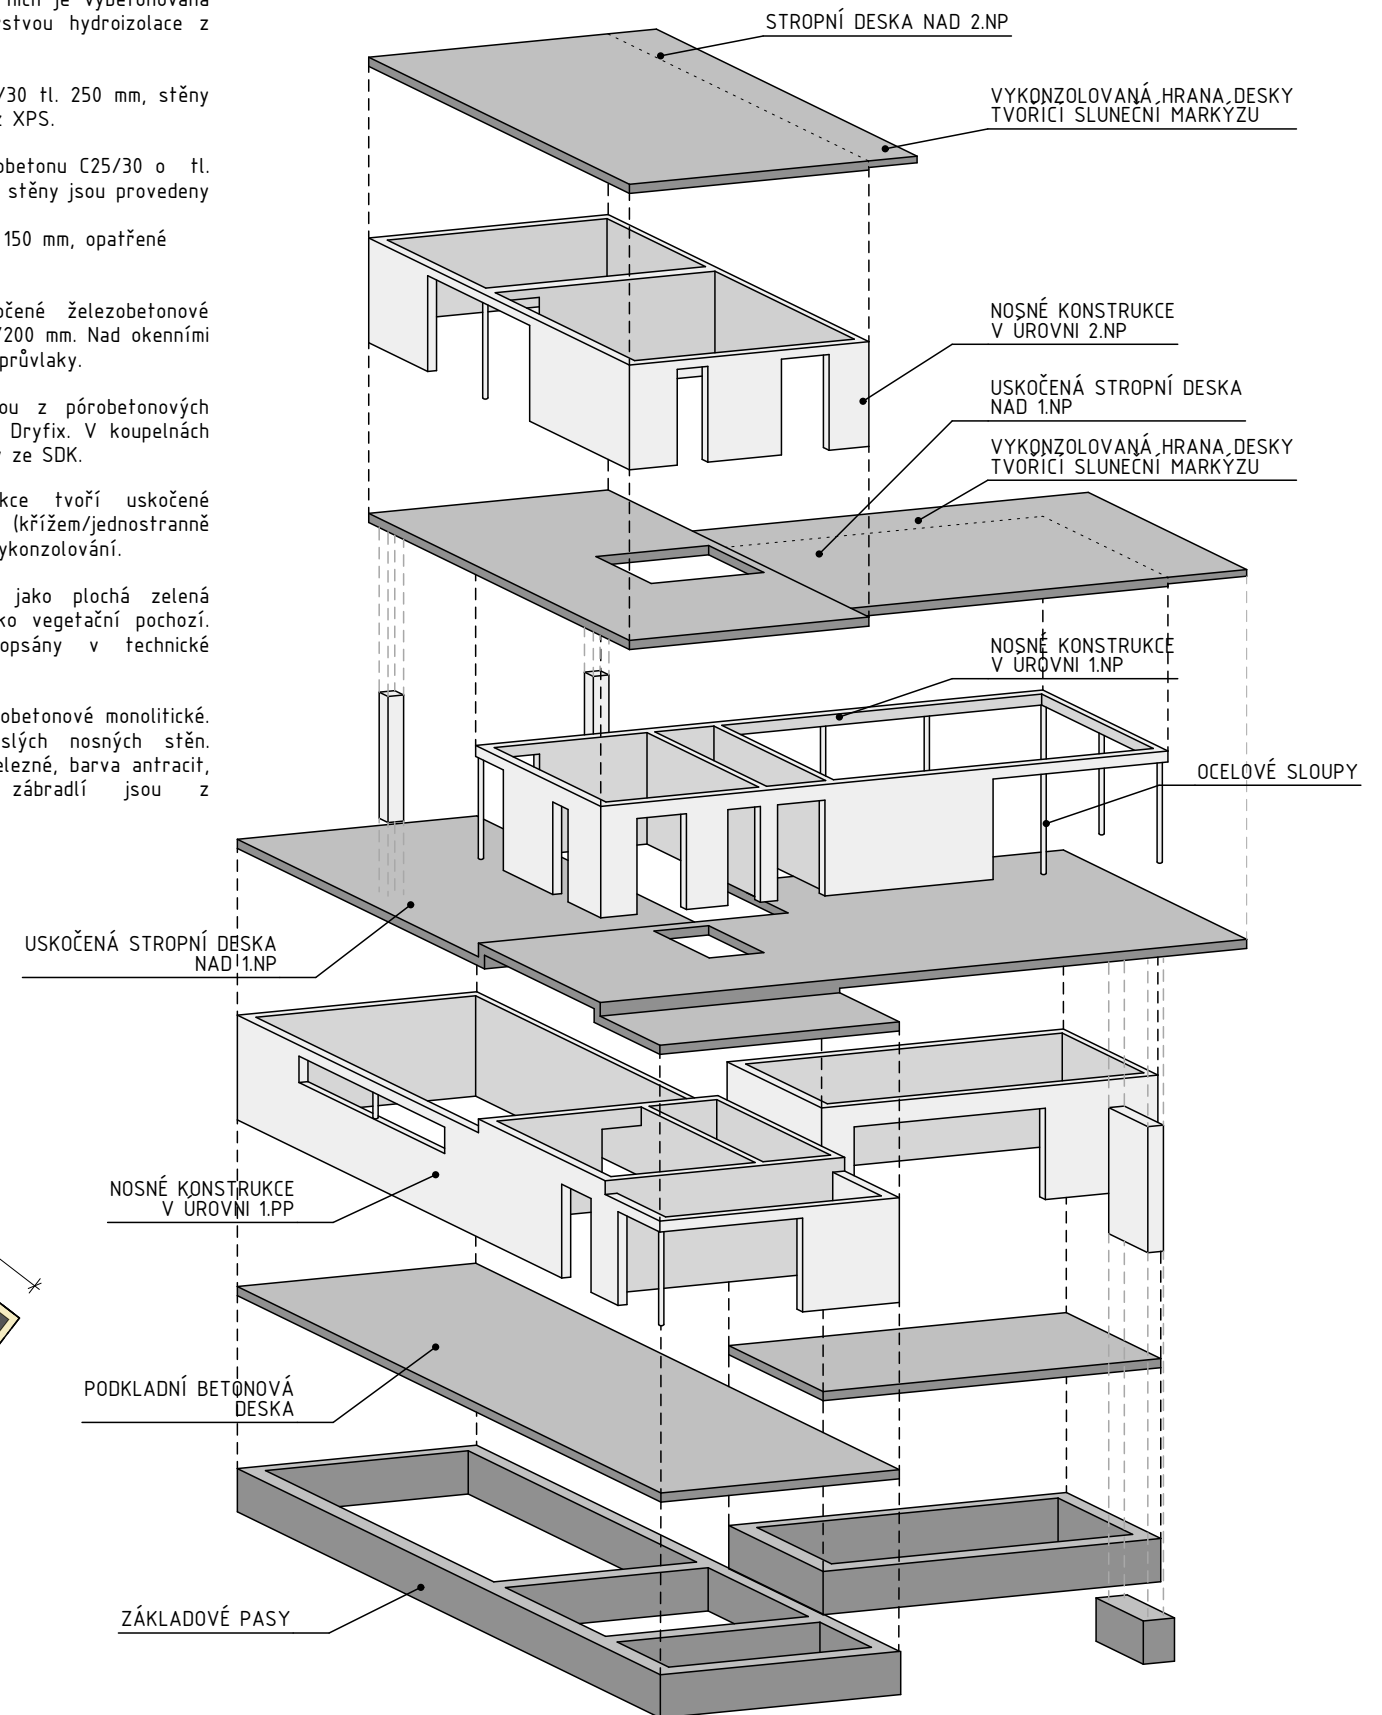 nich je vybetonovaná
rstvou hydroizolace z
/30 tl. 250 mm, stěny
z XPS.
obetonu C25/30 o tl.
stěny jsou provedeny
150 mm, opatřené
očené železobetonové
/200 mm. Nad okenními
průvlaky.
ou z pórobetonových
Dryfix. V koupelnách
ze SDK.
kce tvoří uskočené
(křížem/jednostranně
ykonzolování.
jako plochá zelená
ko vegetační pochozí.
opsány v technické
obetonové monolitické.
slých nosných stěn.
elezné, barva antracit,
zábradlí jsou z
STROPNÍ DESKA NAD 2.NP
VYKONZOLOVANÁ HRANA DESKY
TVOŘÍCÍ SLUNEČNÍ MARKÝZU
NOSNÉ KONSTRUKCE
V ÚROVNI 2.NP
USKOČENÁ STROPNÍ DESKA
NAD 1.NP
VYKONZOLOVANÁ HRANA DESKY
TVOŘÍCÍ SLUNEČNÍ MARKÝZU
NOSNÉ KONSTRUKCE
V ÚROVNI 1.NP
OCELOVÉ SLOUPY
USKOČENÁ STROPNÍ DESKA
NAD 1.NP
NOSNÉ KONSTRUKCE
V ÚROVNI 1.PP
PODKLADNÍ BETONOVÁ
DESKA
ZÁKLADOVÉ PASY